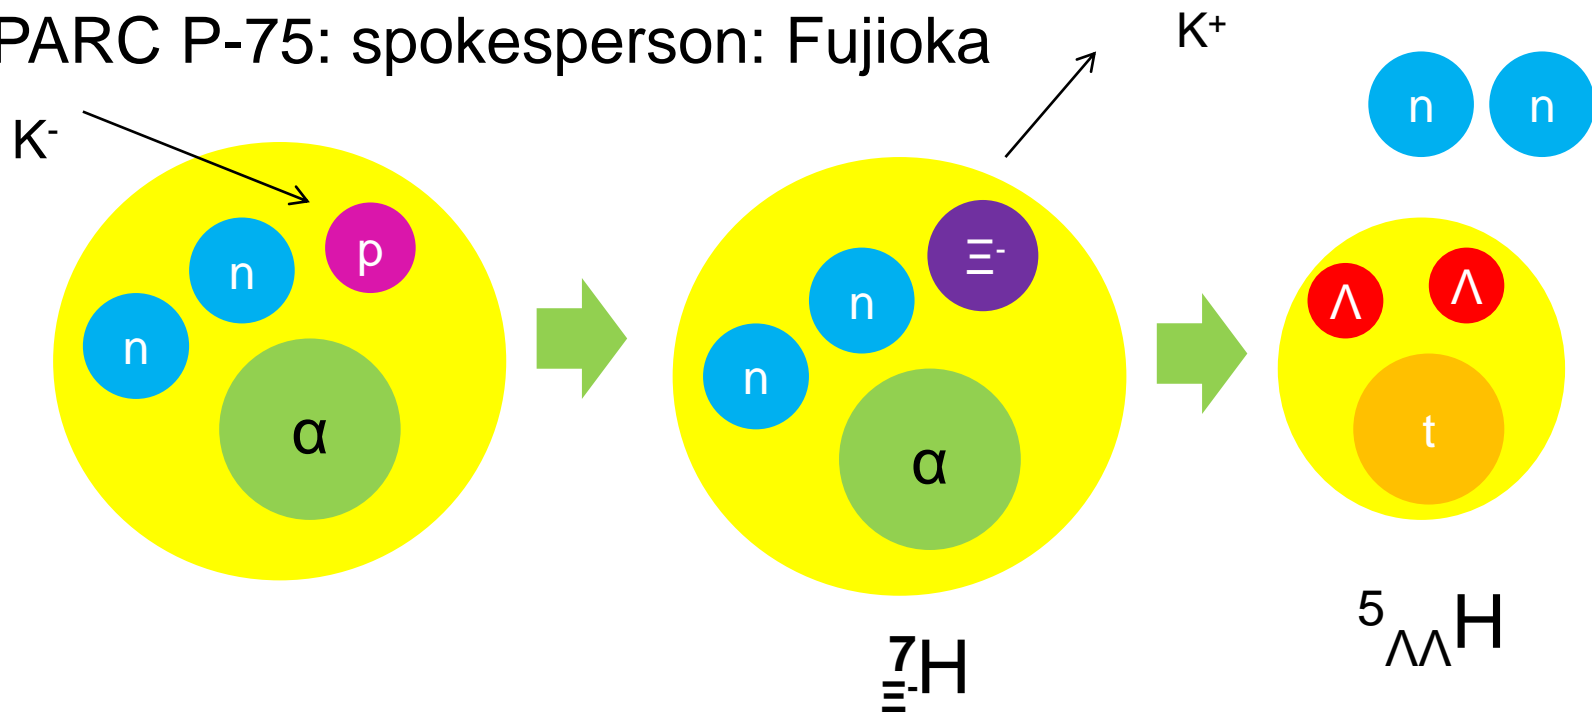 PARC P-75: spokesperson: Fujioka
K⁺
K⁻
n n
n
p
n
α
n
Ξ⁻
n
α
Λ Λ
t
⁷Ξ⁻H
⁵ΛΛH